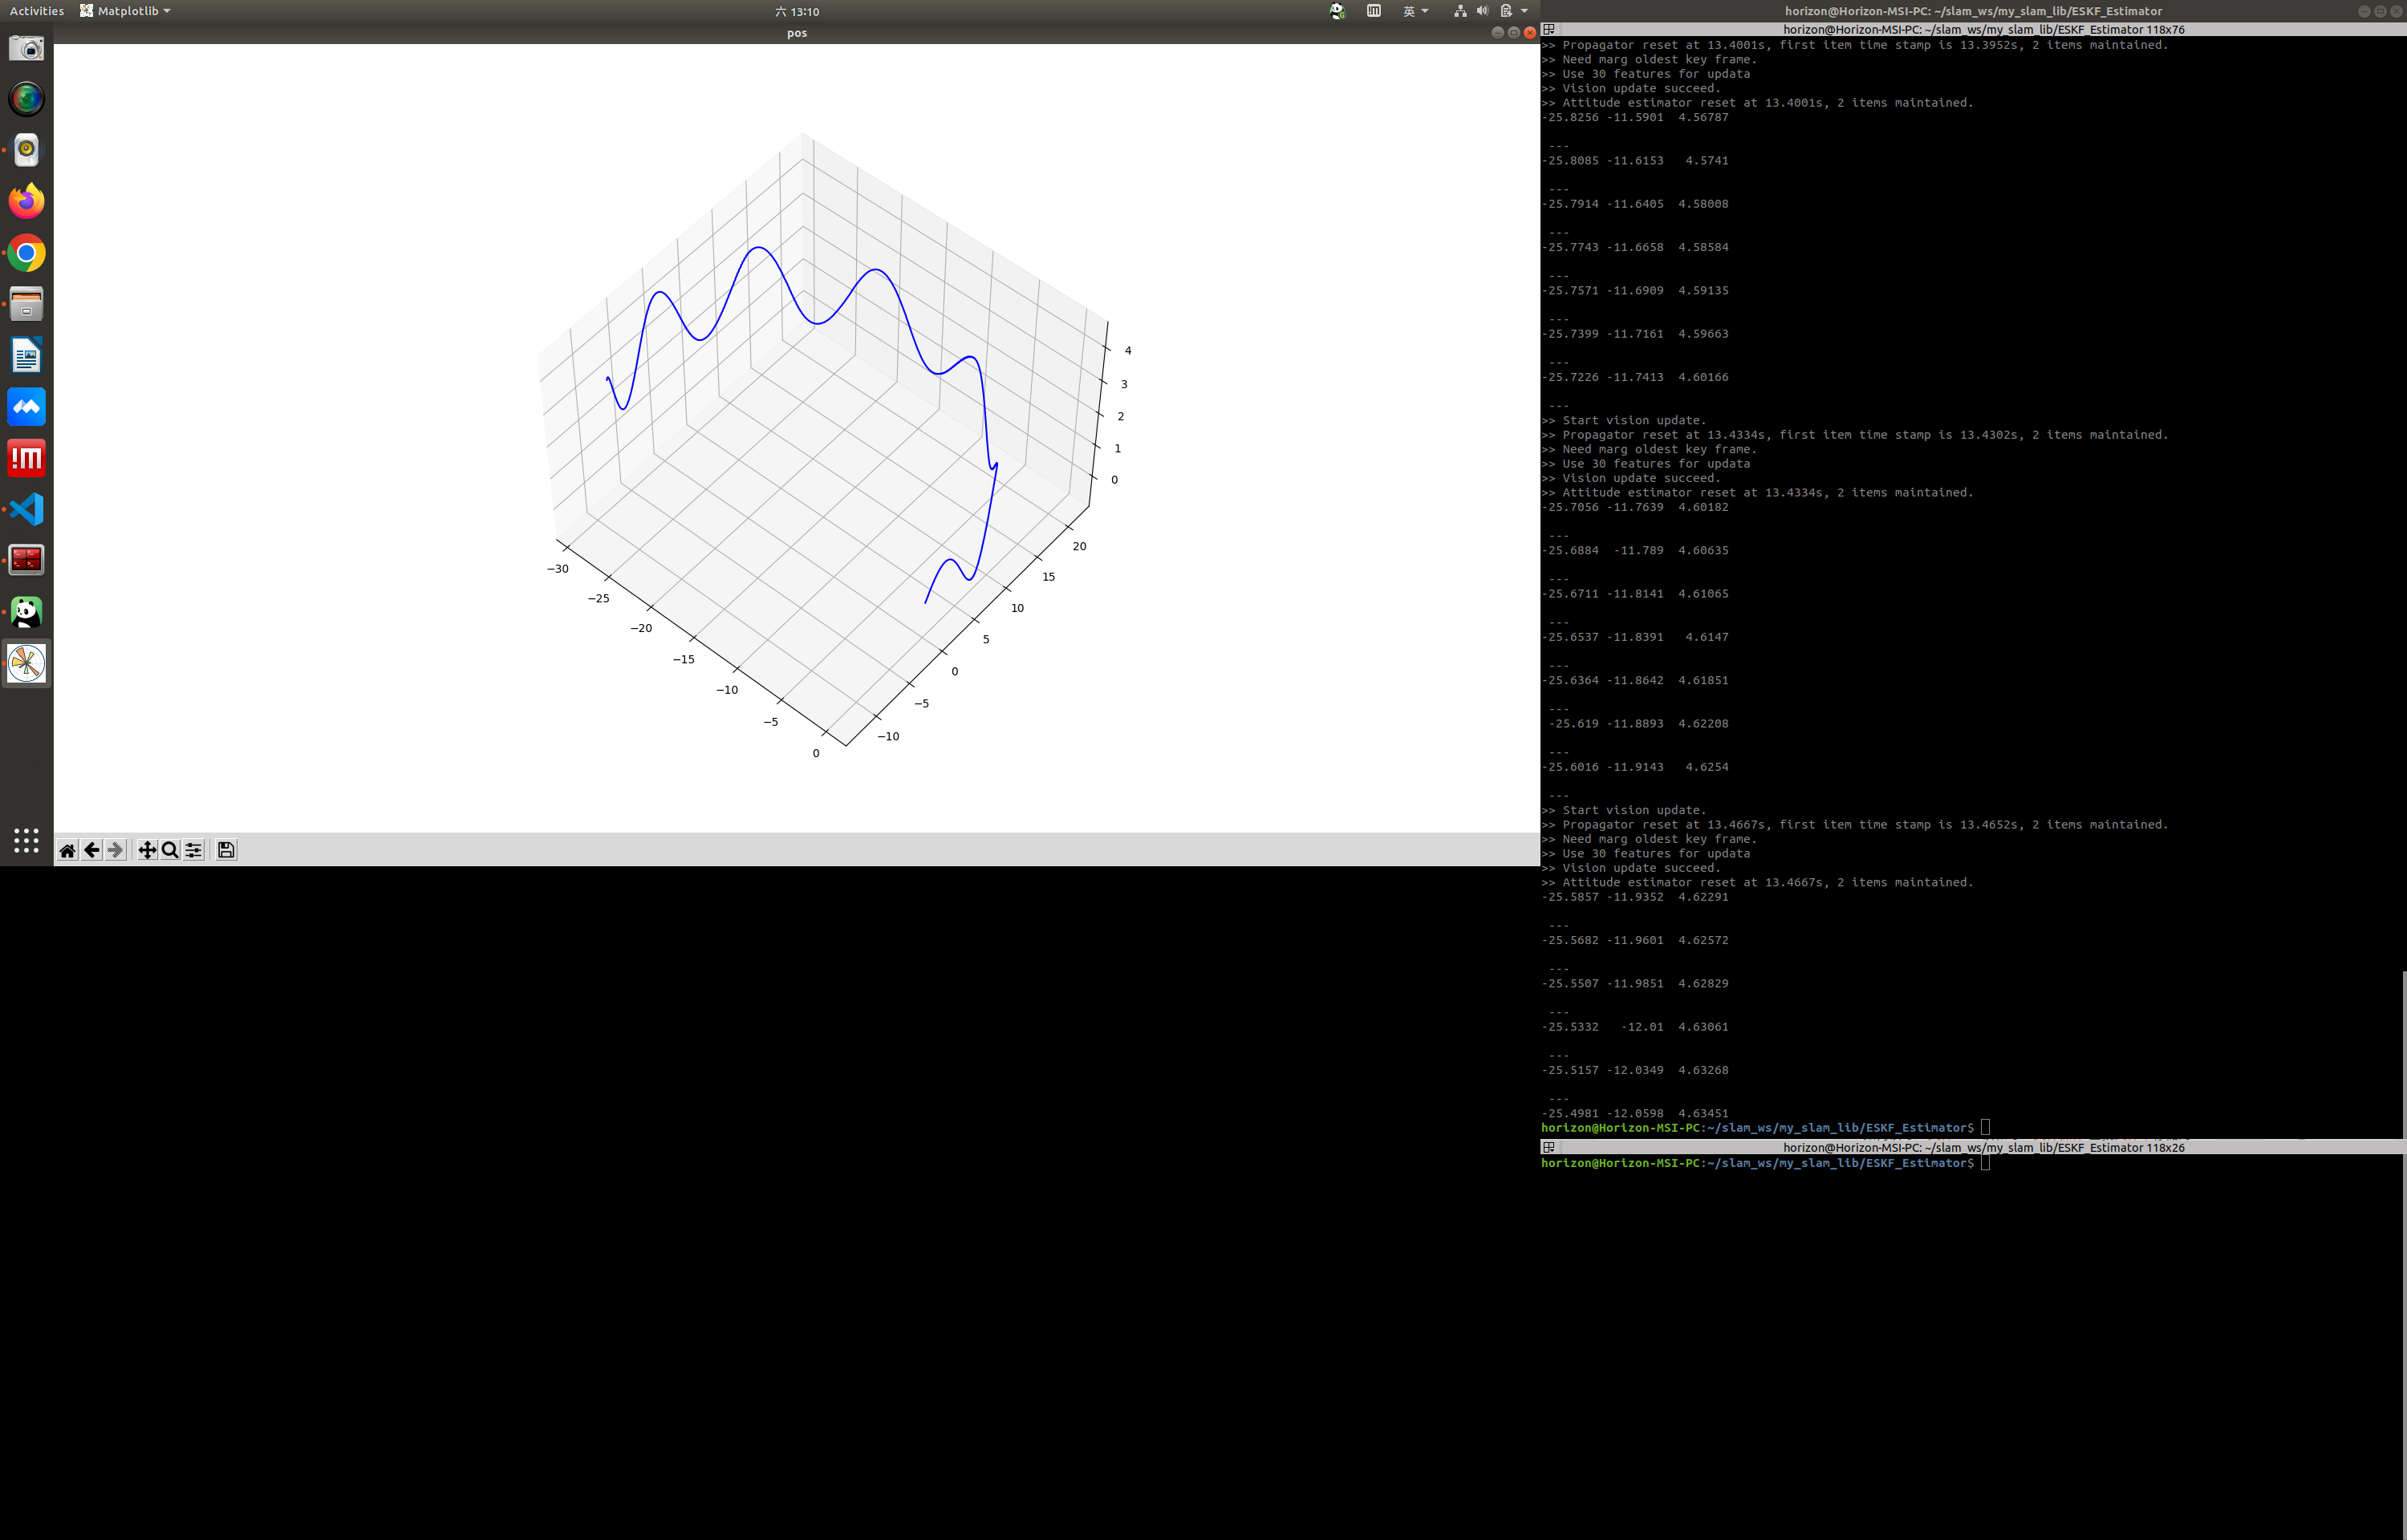 Activities
Matplotlib
六 13:10
英
pos
4
3
2
1
0
20
15
10
5
0
−5
−10
−30
−25
−20
−15
−10
−5
0
horizon@Horizon-MSI-PC: ~/slam_ws/my_slam_lib/ESKF_Estimator
horizon@Horizon-MSI-PC: ~/slam_ws/my_slam_lib/ESKF_Estimator 118x76
>> Propagator reset at 13.4001s, first item time stamp is 13.3952s, 2 items maintained.
>> Need marg oldest key frame.
>> Use 30 features for updata
>> Vision update succeed.
>> Attitude estimator reset at 13.4001s, 2 items maintained.
-25.8256 -11.5901  4.56787
---
-25.8085 -11.6153   4.5741
---
-25.7914 -11.6405  4.58008
---
-25.7743 -11.6658  4.58584
---
-25.7571 -11.6909  4.59135
---
-25.7399 -11.7161  4.59663
---
-25.7226 -11.7413  4.60166
---
>> Start vision update.
>> Propagator reset at 13.4334s, first item time stamp is 13.4302s, 2 items maintained.
>> Need marg oldest key frame.
>> Use 30 features for updata
>> Vision update succeed.
>> Attitude estimator reset at 13.4334s, 2 items maintained.
-25.7056 -11.7639  4.60182
---
-25.6884  -11.789  4.60635
---
-25.6711 -11.8141  4.61065
---
-25.6537 -11.8391   4.6147
---
-25.6364 -11.8642  4.61851
---
-25.619 -11.8893  4.62208
---
-25.6016 -11.9143   4.6254
---
>> Start vision update.
>> Propagator reset at 13.4667s, first item time stamp is 13.4652s, 2 items maintained.
>> Need marg oldest key frame.
>> Use 30 features for updata
>> Vision update succeed.
>> Attitude estimator reset at 13.4667s, 2 items maintained.
-25.5857 -11.9352  4.62291
---
-25.5682 -11.9601  4.62572
---
-25.5507 -11.9851  4.62829
---
-25.5332   -12.01  4.63061
---
-25.5157 -12.0349  4.63268
---
-25.4981 -12.0598  4.63451
horizon@Horizon-MSI-PC:~/slam_ws/my_slam_lib/ESKF_Estimator$
horizon@Horizon-MSI-PC: ~/slam_ws/my_slam_lib/ESKF_Estimator 118x26
horizon@Horizon-MSI-PC:~/slam_ws/my_slam_lib/ESKF_Estimator$